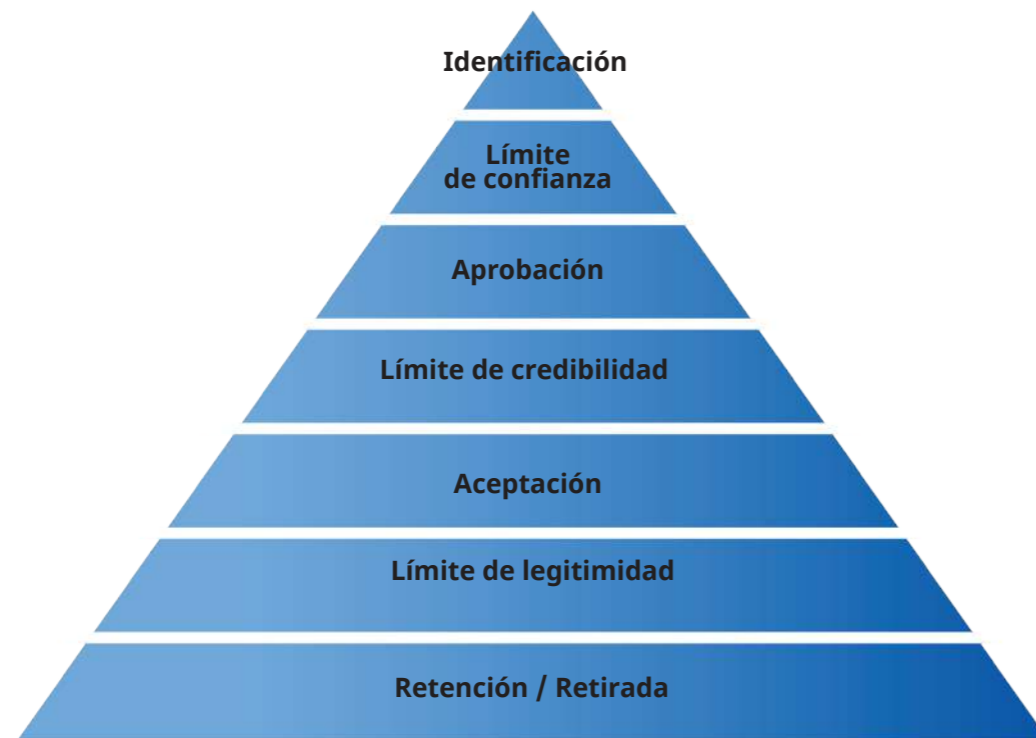 Identificación
Límite
de confianza
Aprobación
Límite de credibilidad
Aceptación
Límite de legitimidad
Retención / Retirada